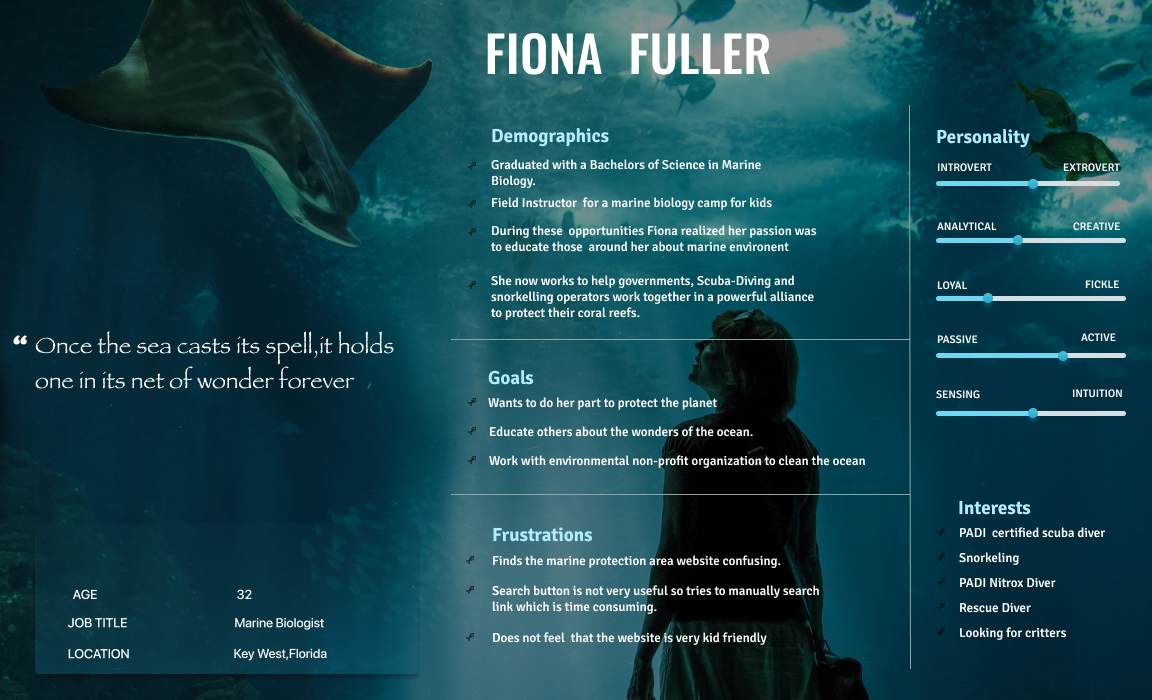 FIONA FULLER
“ Once the sea casts its spell,it holds
one in its net of wonder forever
AGE 32
JOB TITLE Marine Biologist
LOCATION Key West,Florida
Demographics
Graduated with a Bachelors of Science in Marine
Biology.
Field Instructor for a marine biology camp for kids
During these opportunities Fiona realized her passion was
to educate those around her about marine environent
She now works to help governments, Scuba-Diving and
snorkelling operators work together in a powerful alliance
to protect their coral reefs.
Goals
Wants to do her part to protect the planet
Educate others about the wonders of the ocean.
Work with environmental non-profit organization to clean the ocean
Frustrations
Finds the marine protection area website confusing.
Search button is not very useful so tries to manually search
link which is time consuming.
Does not feel that the website is very kid friendly
Personality
INTROVERT EXTROVERT
ANALYTICAL CREATIVE
LOYAL FICKLE
PASSIVE ACTIVE
SENSING INTUITION
Interests
PADI certified scuba diver
Snorkeling
PADI Nitrox Diver
Rescue Diver
Looking for critters